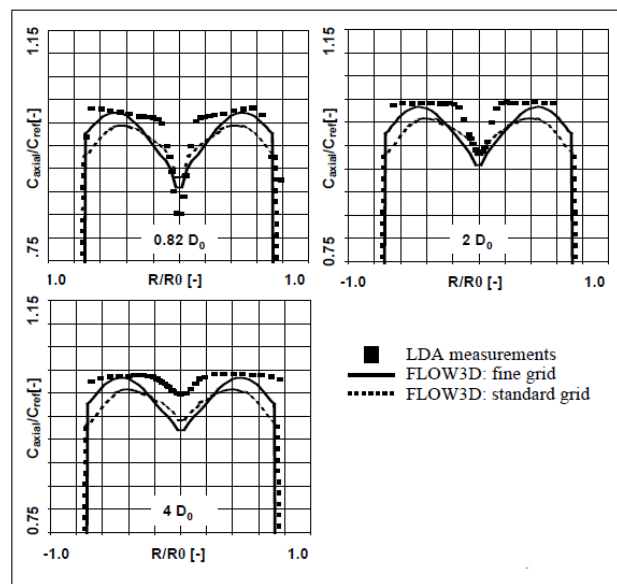 1.15
Caxial/Cref[-]
.75
0.82 D0
1.0
R/R0 [-]
1.0
1.15
Caxial/Cref[-]
0.75
2 D0
-1.0
R/R0 [-]
1.0
1.15
Caxial/Cref[-]
0.75
4 D0
-1.0
R/R0 [-]
1.0
LDA measurements
FLOW3D: fine grid
FLOW3D: standard grid